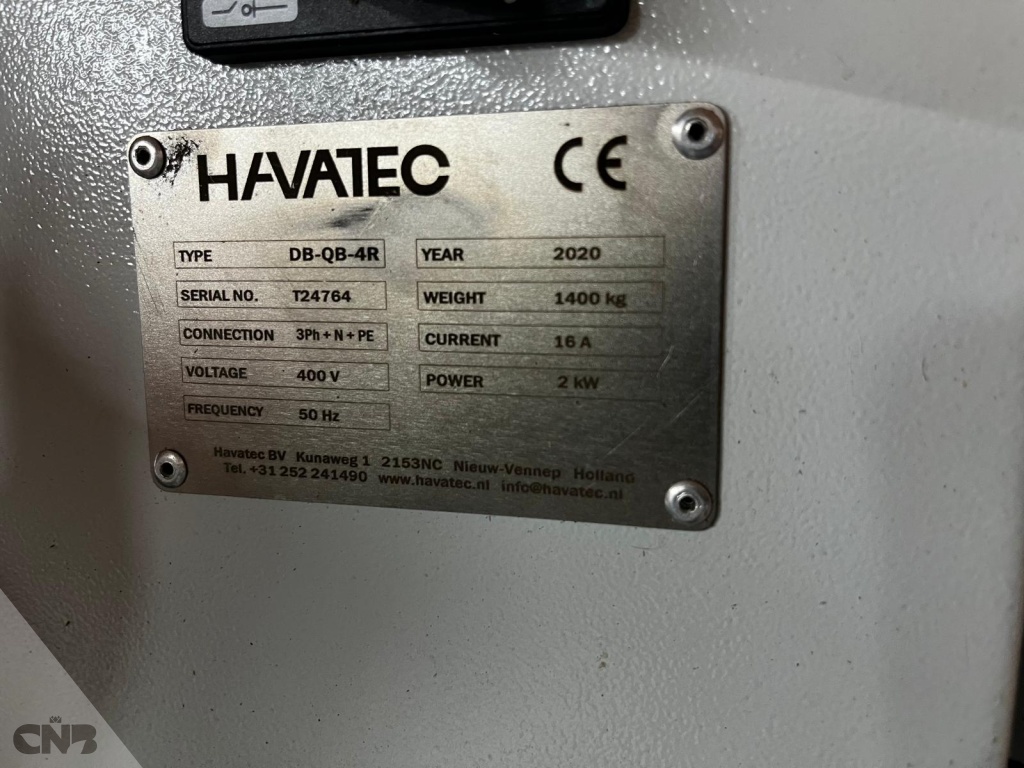 HAVATEC CE
TYPE DB-QB-4R
SERIAL NO. T24764
CONNECTION 3Ph + N + PE
VOLTAGE 400 V
FREQUENCY 50 Hz
YEAR 2020
WEIGHT 1400 kg
CURRENT 16 A
POWER 2 kW
Havatec BV Kunaweg 1 2153NC Nieuw-Vennep Holland
Tel. +31 252 241490 www.havatec.nl info@havatec.nl
CNB